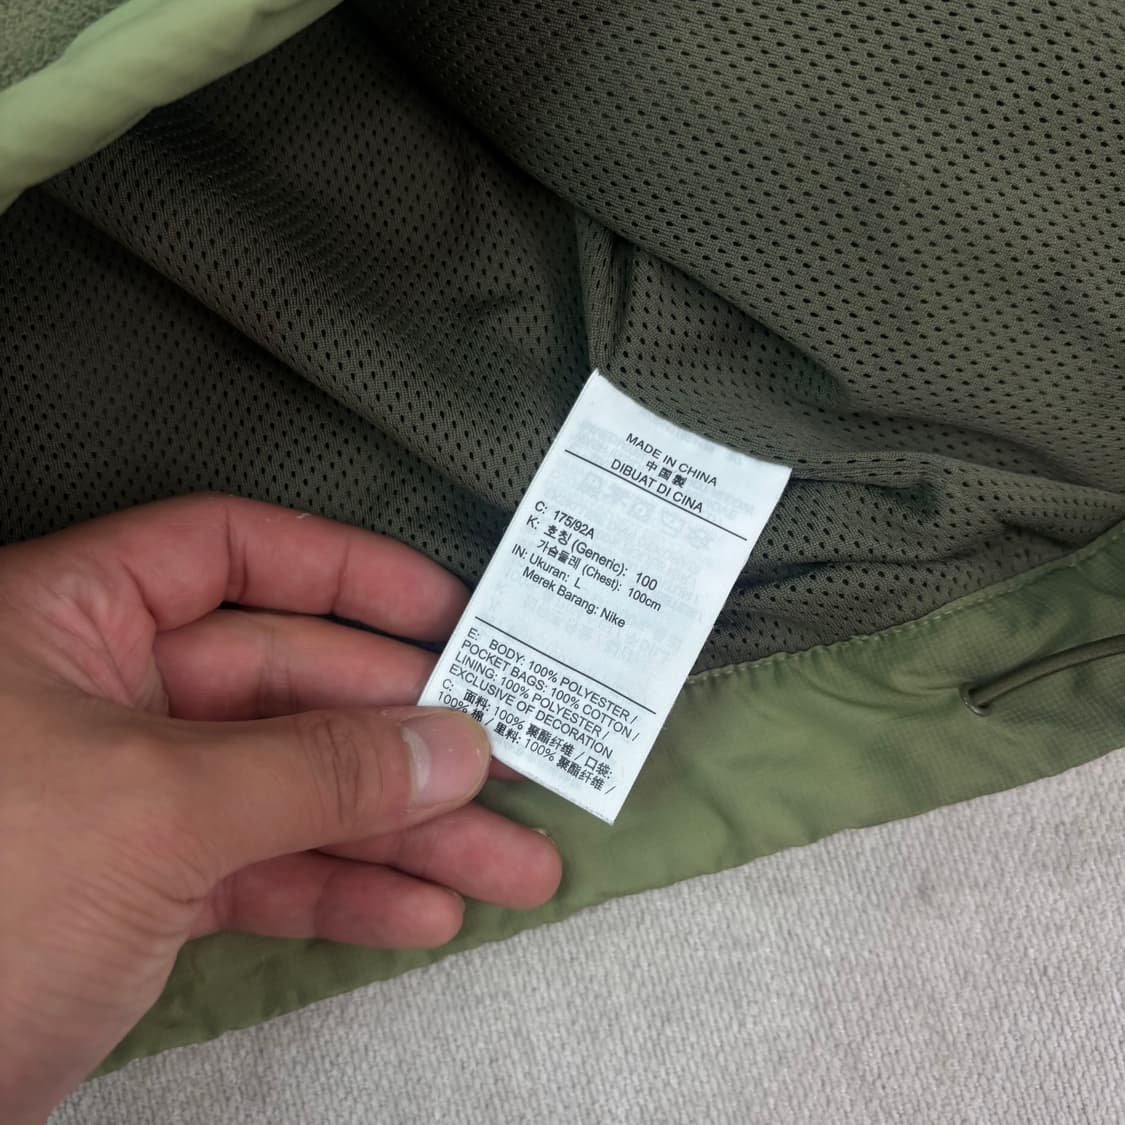 MADE IN CHINA
中国製
DIBUAT DI CINA
C: 175/92A
K: 호칭 (Generic): 100
가슴둘레 (Chest): 100cm
IN: Ukuran: L
Merek Barang: Nike
E: BODY: 100% POLYESTER /
POCKET BAGS: 100% COTTON /
LINING: 100% POLYESTER /
EXCLUSIVE OF DECORATION
C: 面料: 100% 聚酯纤维 / 口袋:
100% 棉 / 里料: 100% 聚酯纤维 /